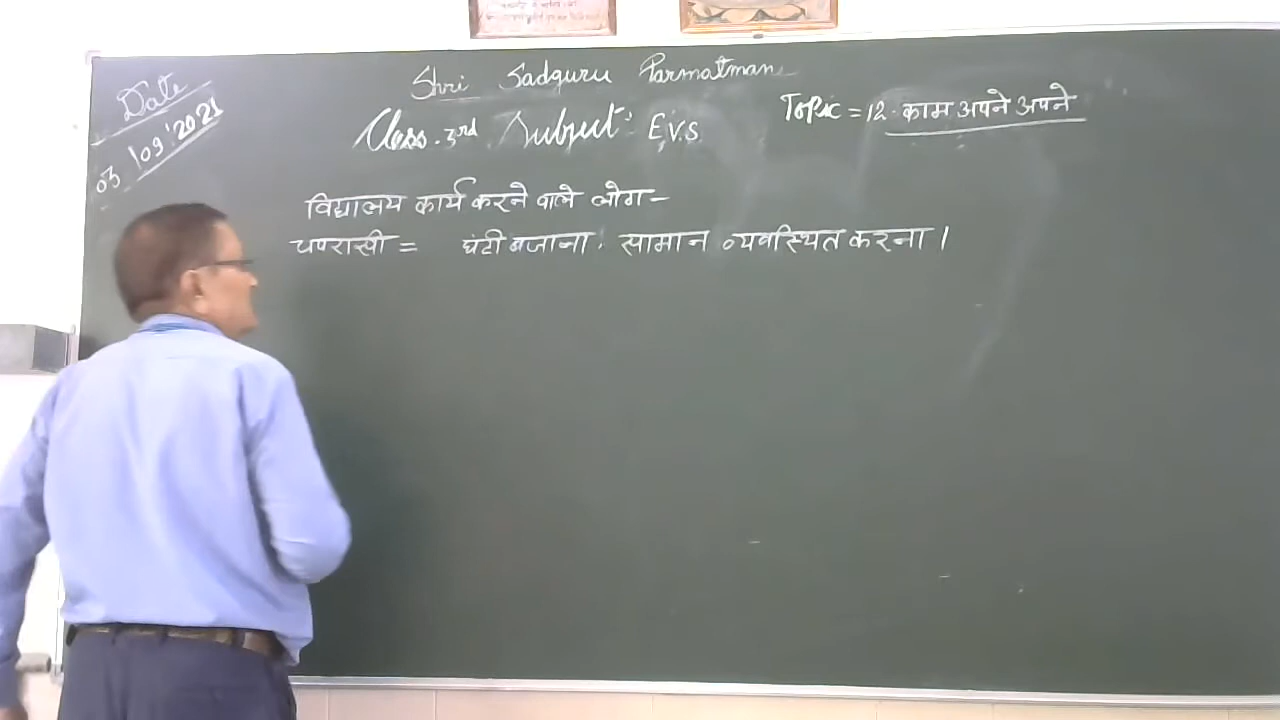 Shri Sadguru Parmatman
Date
03/09/2021
Class. 3rd Subject: E.V.S.
Topic = 12. काम अपने अपने
विद्यालय कार्य करने वाले लोग -
चपरासी = घंटी बजाना, सामान व्यवस्थित करना।